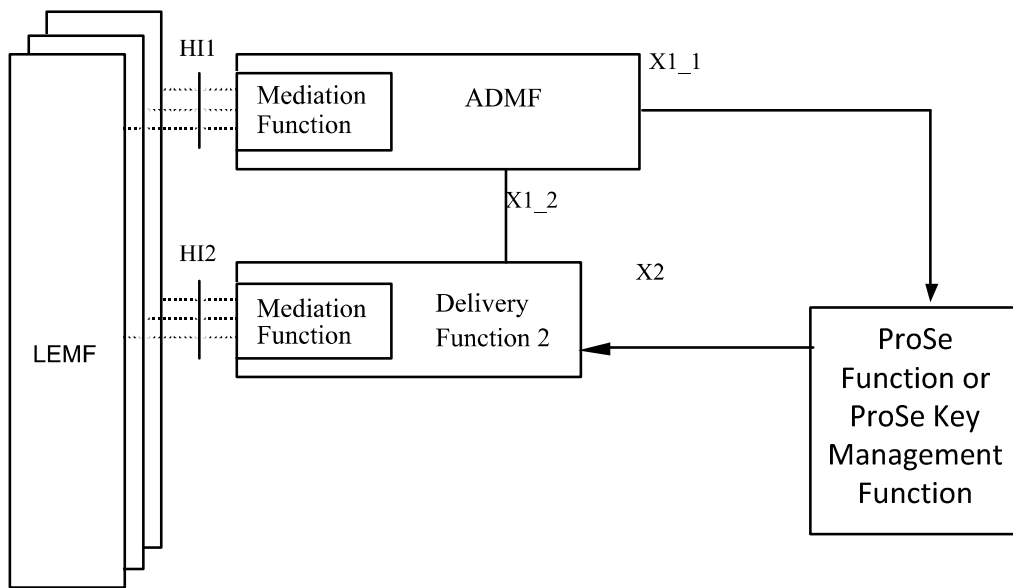 HI1
Mediation
Function
ADMF
X1_1
X1_2
HI2
Mediation
Function
Delivery
Function 2
X2
LEMF
ProSe
Function or
ProSe Key
Management
Function